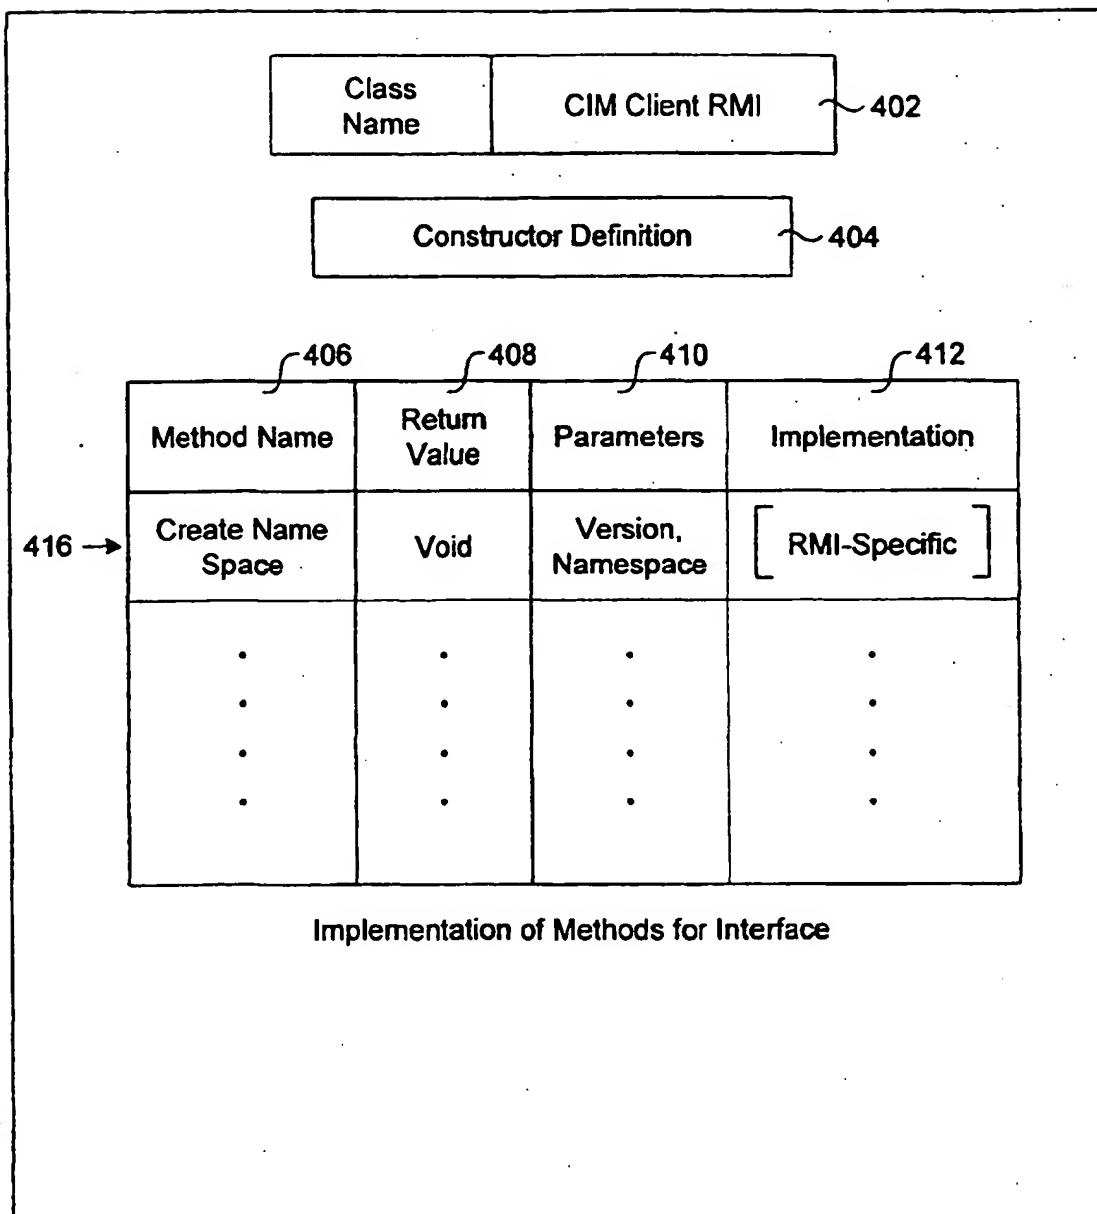 Class
Name
CIM Client RMI
402
Constructor Definition
404
406
408
410
412
Method Name
Return
Value
Parameters
Implementation
416
Create Name
Space
Void
Version,
Namespace
RMI-Specific
Implementation of Methods for Interface